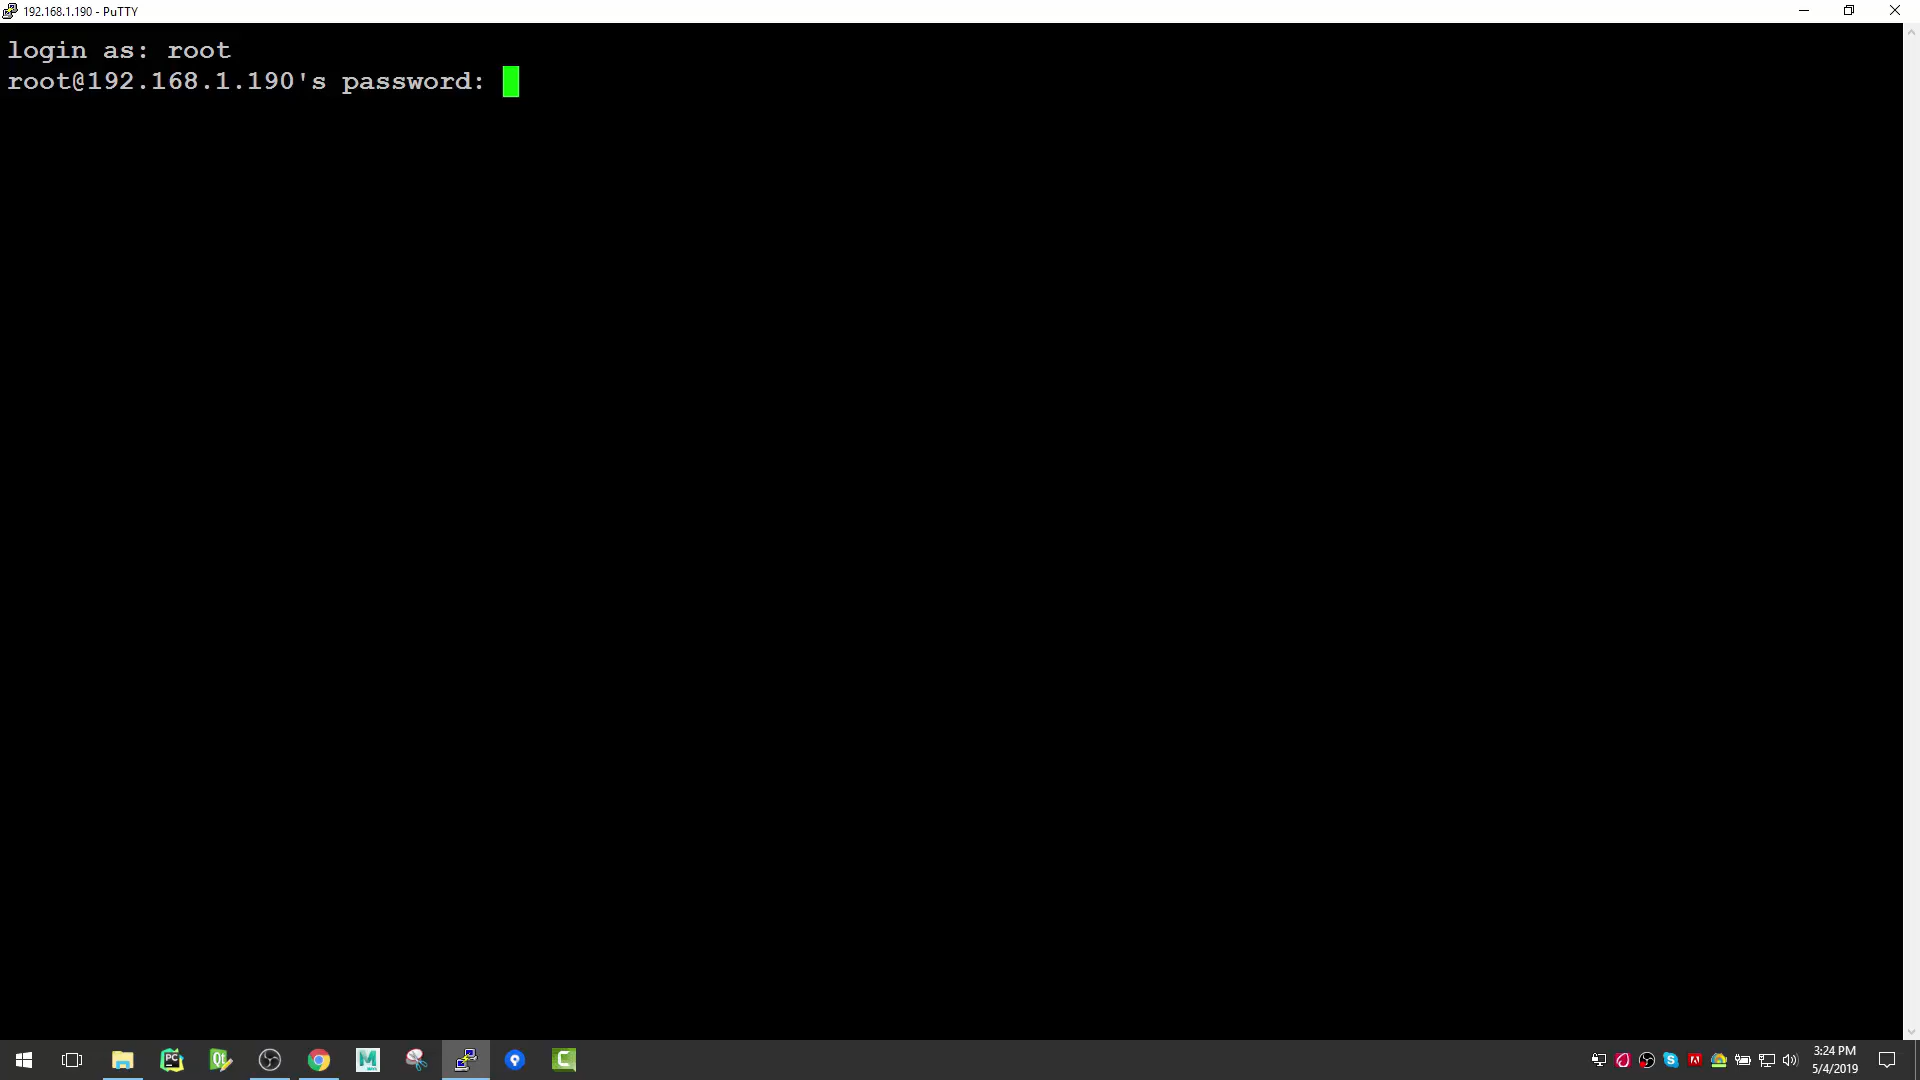 192.168.1.190 - PuTTY
login as: root
root@192.168.1.190's password:
3:24 PM
5/4/2019